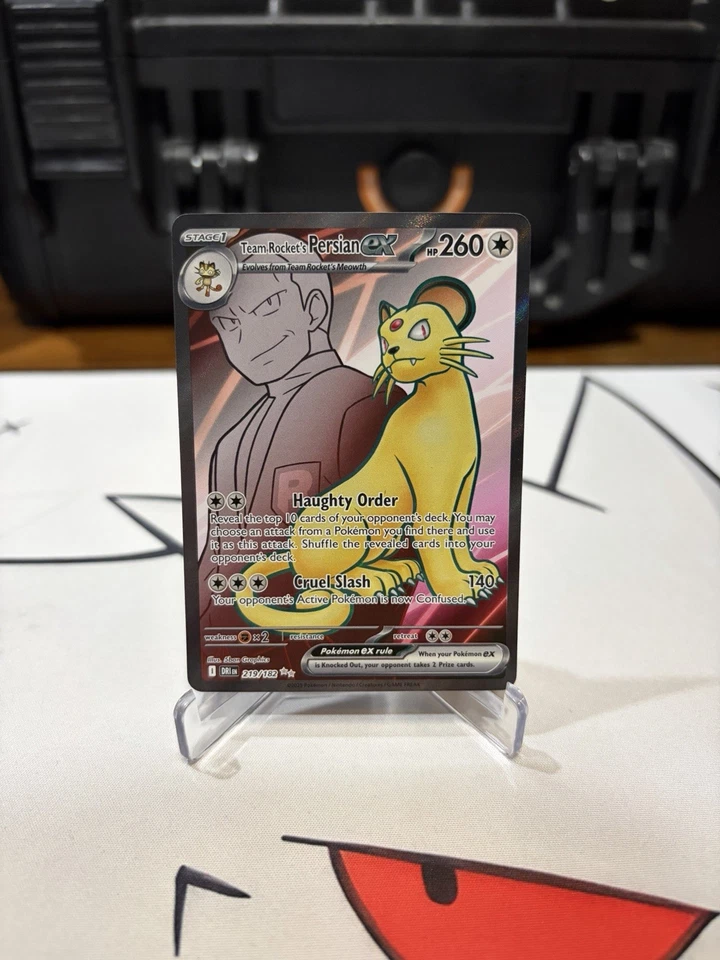 STAGE 1
Team Rocket's Persian ex HP 260
Evolves from Team Rocket's Meowth
R
Haughty Order
Reveal the top 10 cards of your opponent's deck. You may
choose an attack from a Pokémon you find there and use
it as this attack. Shuffle the revealed cards into your
opponent's deck.
Cruel Slash 140
Your opponent's Active Pokémon is now Confused.
weakness ×2 resistance retreat
Pokémon ex rule When your Pokémon ex
is Knocked Out, your opponent takes 2 Prize cards.
Illus. Shun Graphics
I DRI EN 219/182